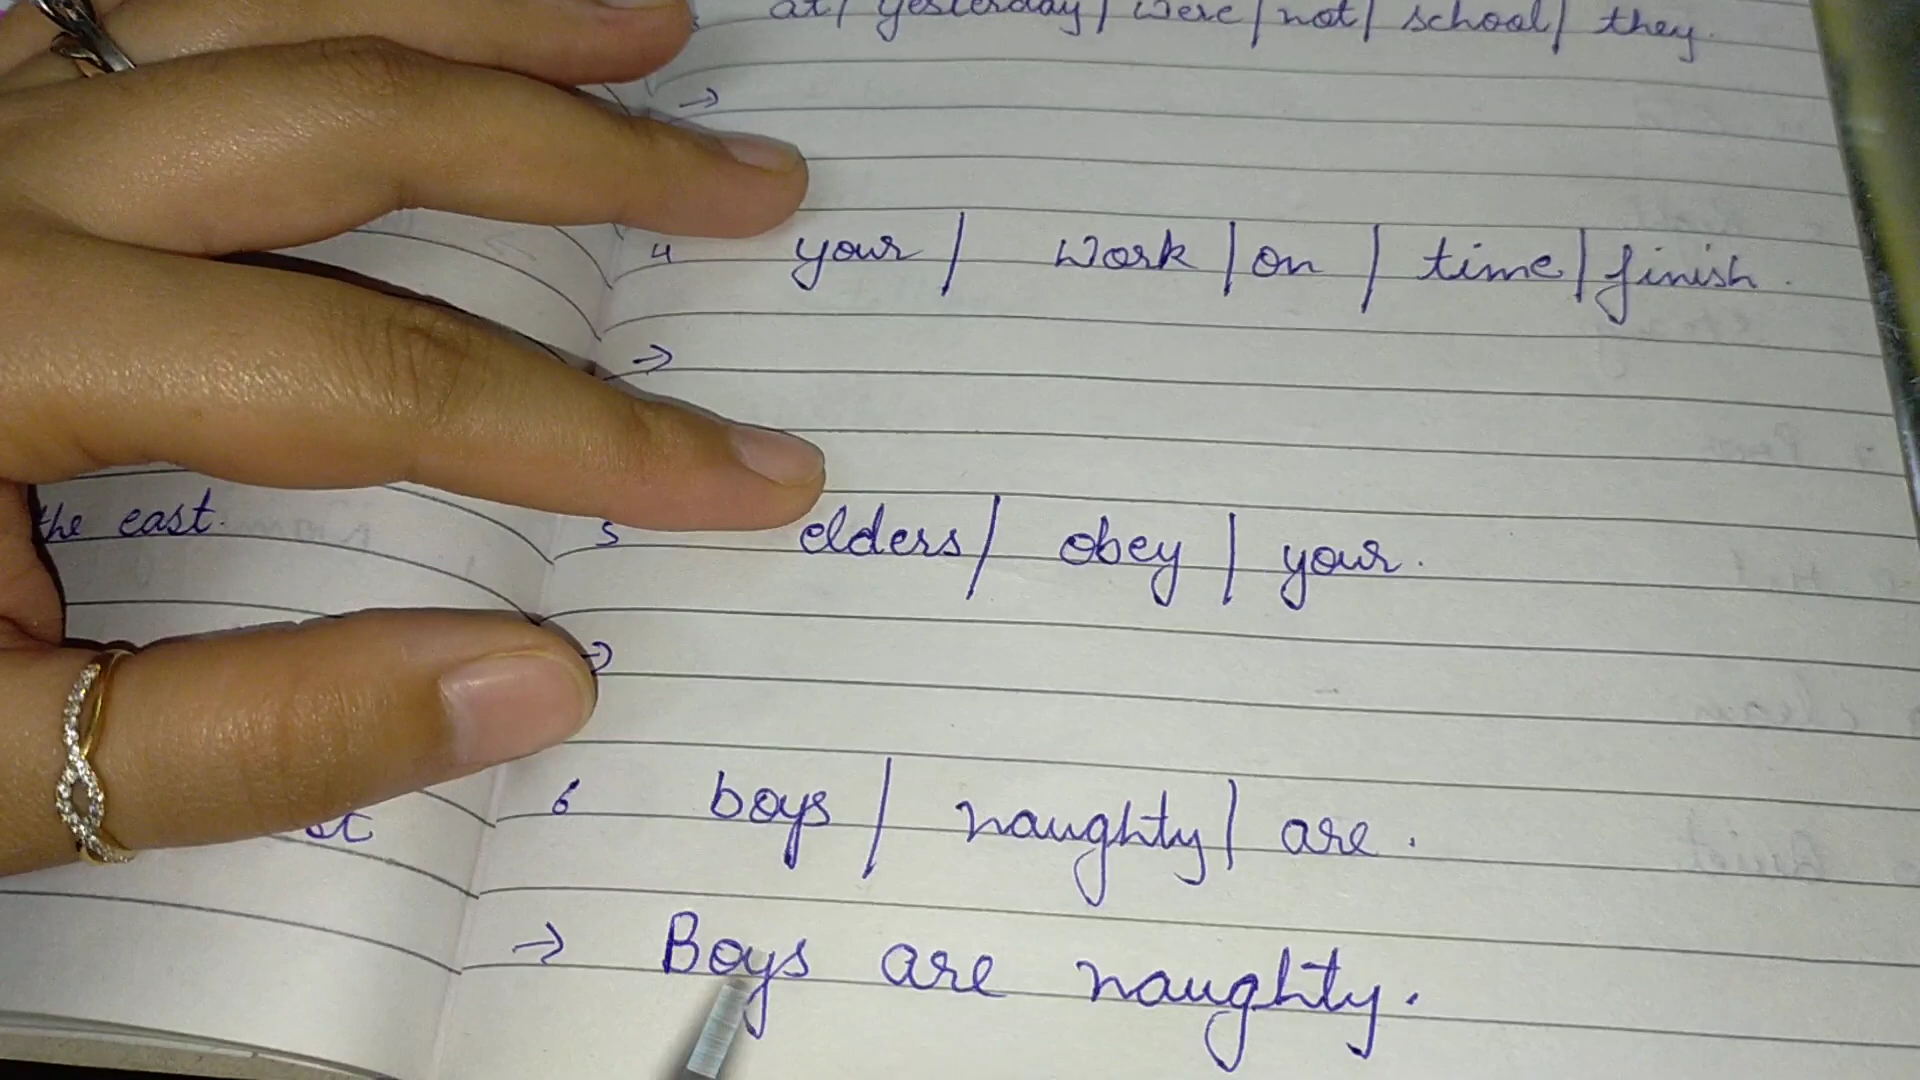 at / yesterday / were / not / school / they.
→
4 your / work / on / time / finish.
→
the east.
5 elders / obey / your.
→
6 boys / naughty / are.
→ Boys are naughty.